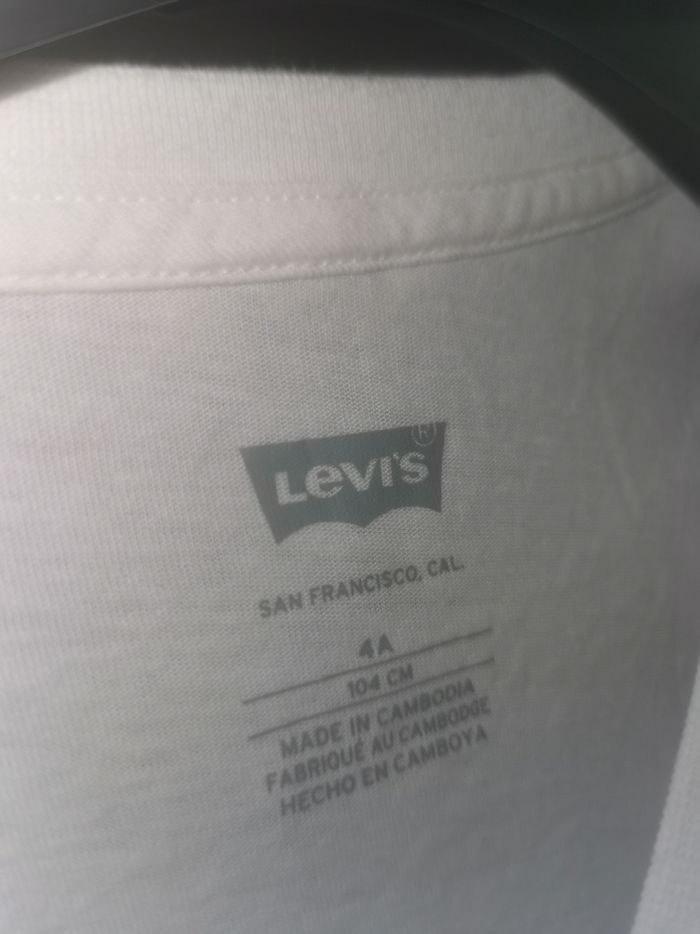 Levi's ®
SAN FRANCISCO, CAL.
4A
104 CM
MADE IN CAMBODIA
FABRIQUÉ AU CAMBODGE
HECHO EN CAMBOYA